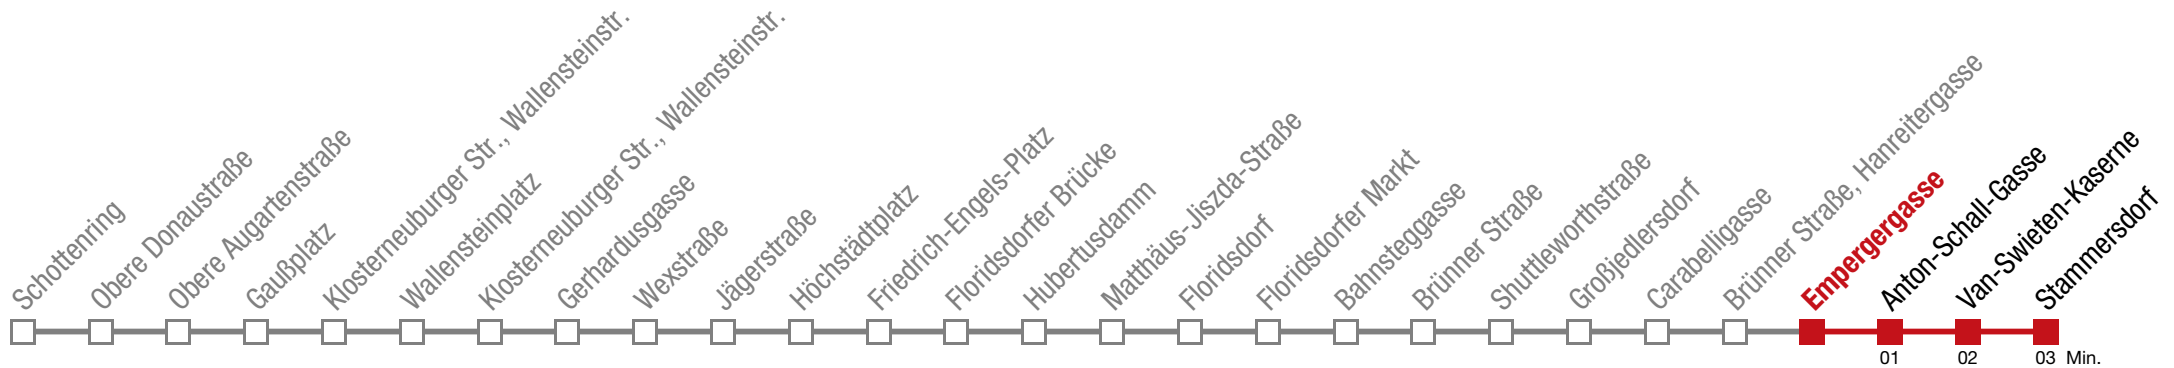 Schottenring
Obere Donaustraße
Obere Augartenstraße
Gaußplatz
Klosterneuburger Str., Wallensteinstr.
Wallensteinplatz
Klosterneuburger Str., Wallensteinstr.
Gerhardusgasse
Wexstraße
Jägerstraße
Höchstädtplatz
Friedrich-Engels-Platz
Floridsdorfer Brücke
Hubertusdamm
Matthäus-Jiszda-Straße
Floridsdorf
Floridsdorfer Markt
Bahnsteggasse
Brünner Straße
Shuttleworthstraße
Großjedlersdorf
Carabelligasse
Brünner Straße, Hanreitergasse
Empergergasse
Anton-Schall-Gasse
Van-Swieten-Kaserne
Stammersdorf
01 02 03 Min.